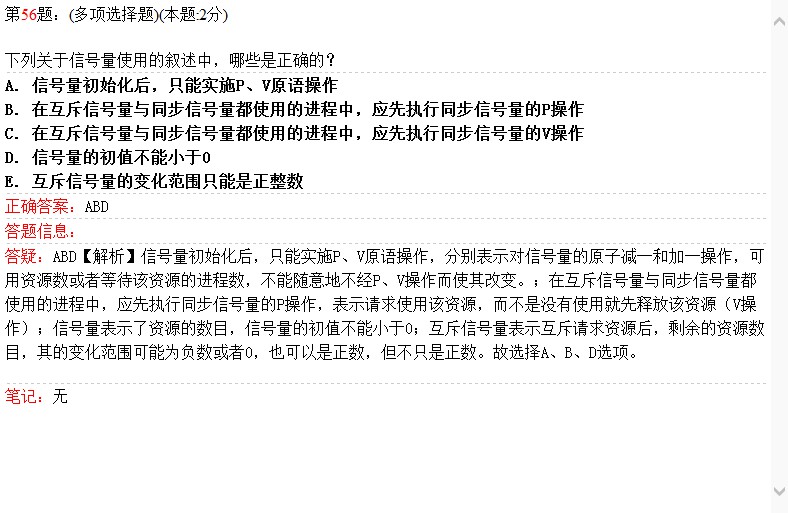 第56题：(多项选择题)(本题:2分)
下列关于信号量使用的叙述中，哪些是正确的？
A. 信号量初始化后，只能实施P、V原语操作
B. 在互斥信号量与同步信号量都使用的进程中，应先执行同步信号量的P操作
C. 在互斥信号量与同步信号量都使用的进程中，应先执行同步信号量的V操作
D. 信号量的初值不能小于0
E. 互斥信号量的变化范围只能是正整数
正确答案：ABD
答题信息：
答疑：ABD【解析】信号量初始化后，只能实施P、V原语操作，分别表示对信号量的原子减一和加一操作，可
用资源数或者等待该资源的进程数，不能随意地不经P、V操作而使其改变。；在互斥信号量与同步信号量都
使用的进程中，应先执行同步信号量的P操作，表示请求使用该资源，而不是没有使用就先释放该资源（V操
作）；信号量表示了资源的数目，信号量的初值不能小于0；互斥信号量表示互斥请求资源后，剩余的资源数
目，其的变化范围可能为负数或者0，也可以是正数，但不只是正数。故选择A、B、D选项。
笔记：无